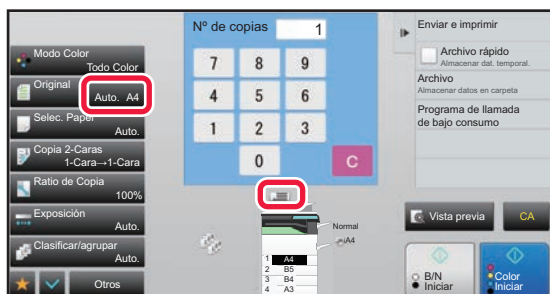 Modo Color
Todo Color
Original
Auto. A4
Selec. Papel
Auto.
Copia 2-Caras
1-Cara→1-Cara
Ratio de Copia
100%
Exposición
Auto.
Clasificar/agrupar
Auto.
Otros
Nº de copias
1
7 8 9
4 5 6
1 2 3
0 C
Normal
A4
1 A4
2 B5
3 B4
4 A3
Enviar e imprimir
Archivo rápido
Almacenar dat. temporal.
Archivo
Almacenar datos en carpeta
Programa de llamada
de bajo consumo
Vista previa
CA
B/N
Iniciar
Color
Iniciar